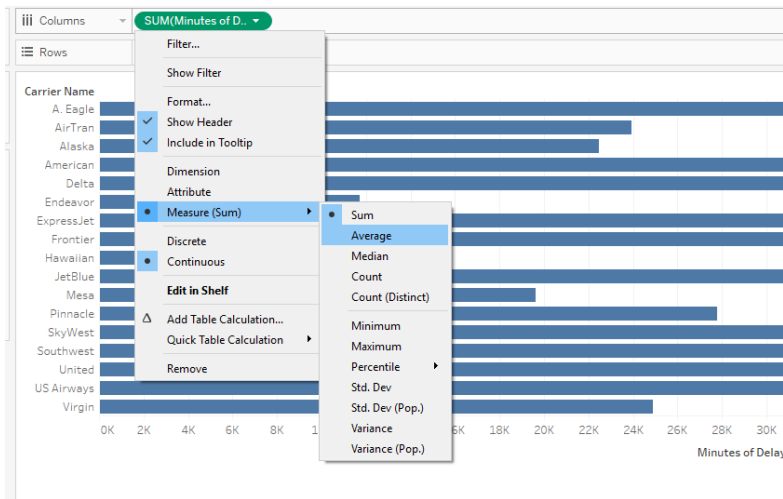 Columns
SUM(Minutes of D..
Rows
Filter...
Show Filter
Format...
Show Header
Include in Tooltip
Dimension
Attribute
Measure (Sum)
Discrete
Continuous
Edit in Shelf
Add Table Calculation...
Quick Table Calculation
Remove
Sum
Average
Median
Count
Count (Distinct)
Minimum
Maximum
Percentile
Std. Dev
Std. Dev (Pop.)
Variance
Variance (Pop.)
Carrier Name
A. Eagle
AirTran
Alaska
American
Delta
Endeavor
ExpressJet
Frontier
Hawaiian
JetBlue
Mesa
Pinnacle
SkyWest
Southwest
United
US Airways
Virgin
0K 2K 4K 6K 8K 18K 20K 22K 24K 26K 28K 30K
Minutes of Delay